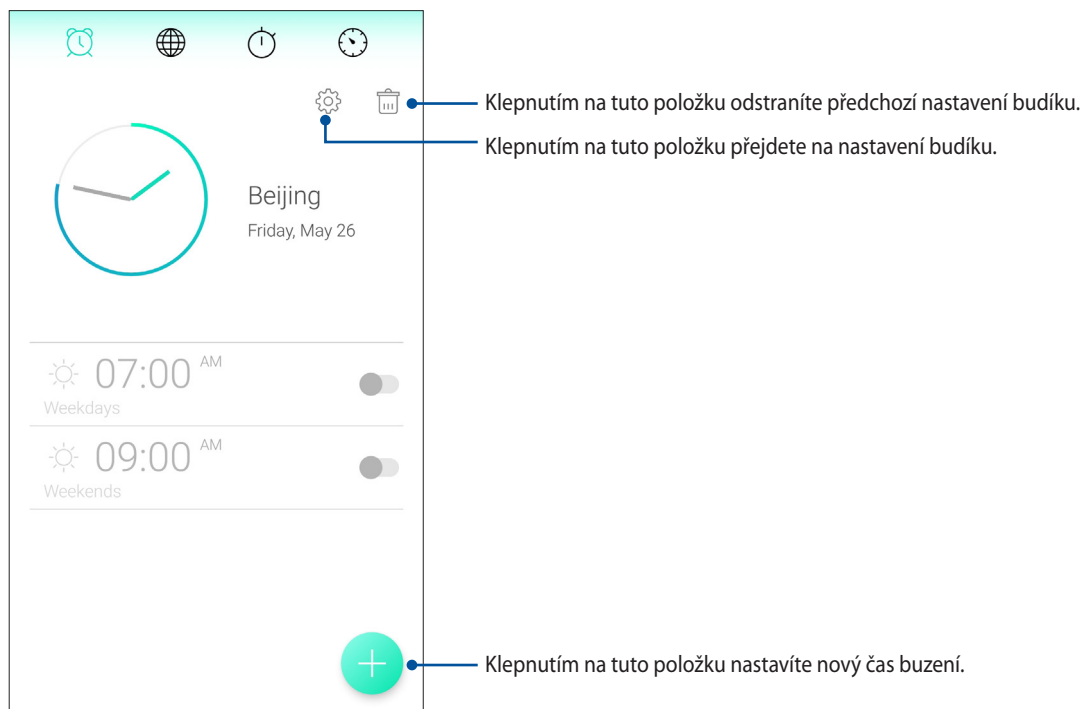 Klepnutím na tuto položku odstraníte předchozí nastavení budíku.
Klepnutím na tuto položku přejdete na nastavení budíku.
Beijing
Friday, May 26
07:00 AM
Weekdays
09:00 AM
Weekends
Klepnutím na tuto položku nastavíte nový čas buzení.